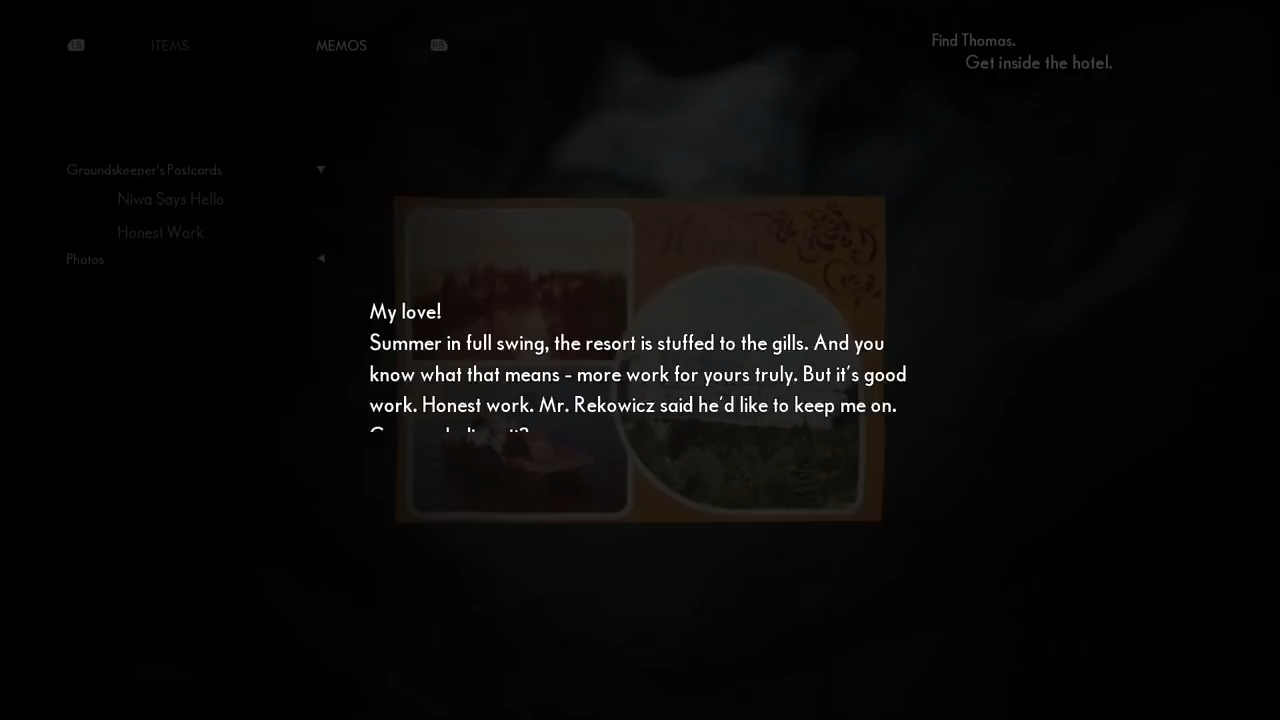 LB ITEMS MEMOS RB
Find Thomas.
Get inside the hotel.
Groundskeeper's Postcards
Niwa Says Hello
Honest Work
Photos
My love!
Summer in full swing, the resort is stuffed to the gills. And you
know what that means - more work for yours truly. But it's good
work. Honest work. Mr. Rekowicz said he'd like to keep me on.